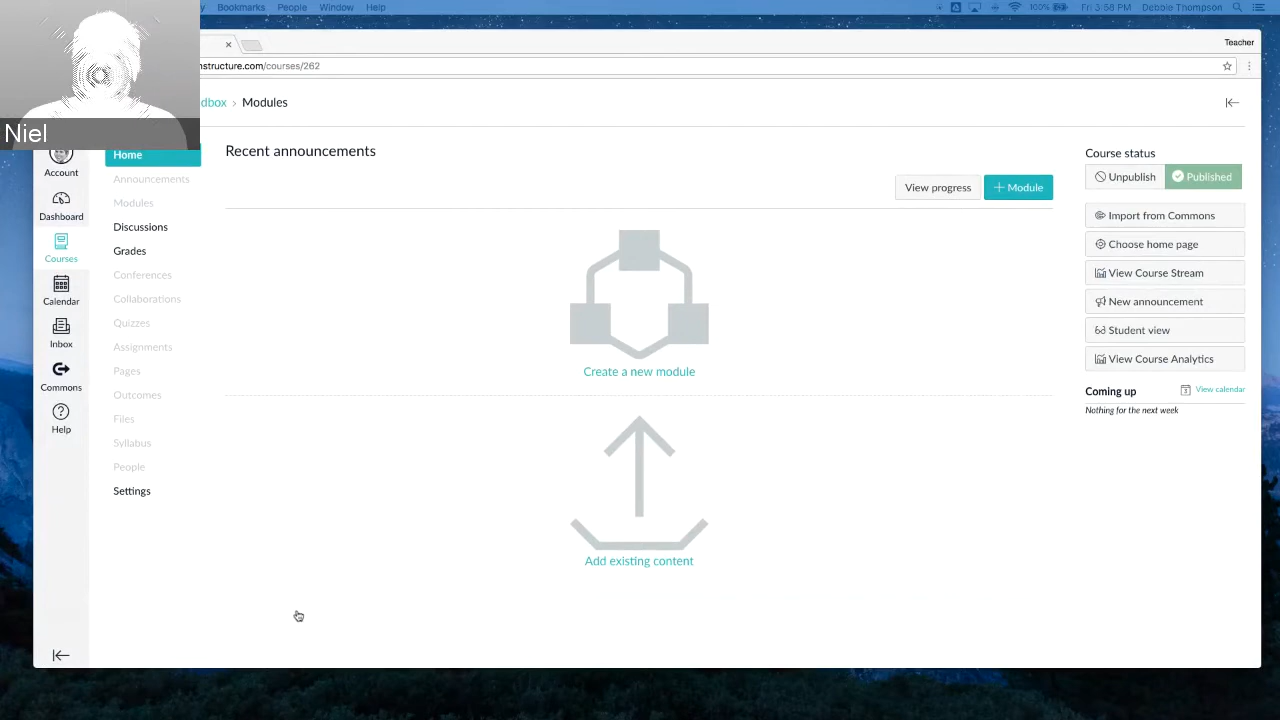 Bookmarks People Window Help 100% Fri 3:58 PM Debbie Thompson
Teacher
nstructure.com/courses/262
Niel
dbox › Modules
Account
Dashboard
Courses
Calendar
Inbox
Commons
Help
Home
Announcements
Modules
Discussions
Grades
Conferences
Collaborations
Quizzes
Assignments
Pages
Outcomes
Files
Syllabus
People
Settings
Recent announcements
View progress
+ Module
Create a new module
Add existing content
Course status
Unpublish
Published
Import from Commons
Choose home page
View Course Stream
New announcement
Student view
View Course Analytics
Coming up
View calendar
Nothing for the next week